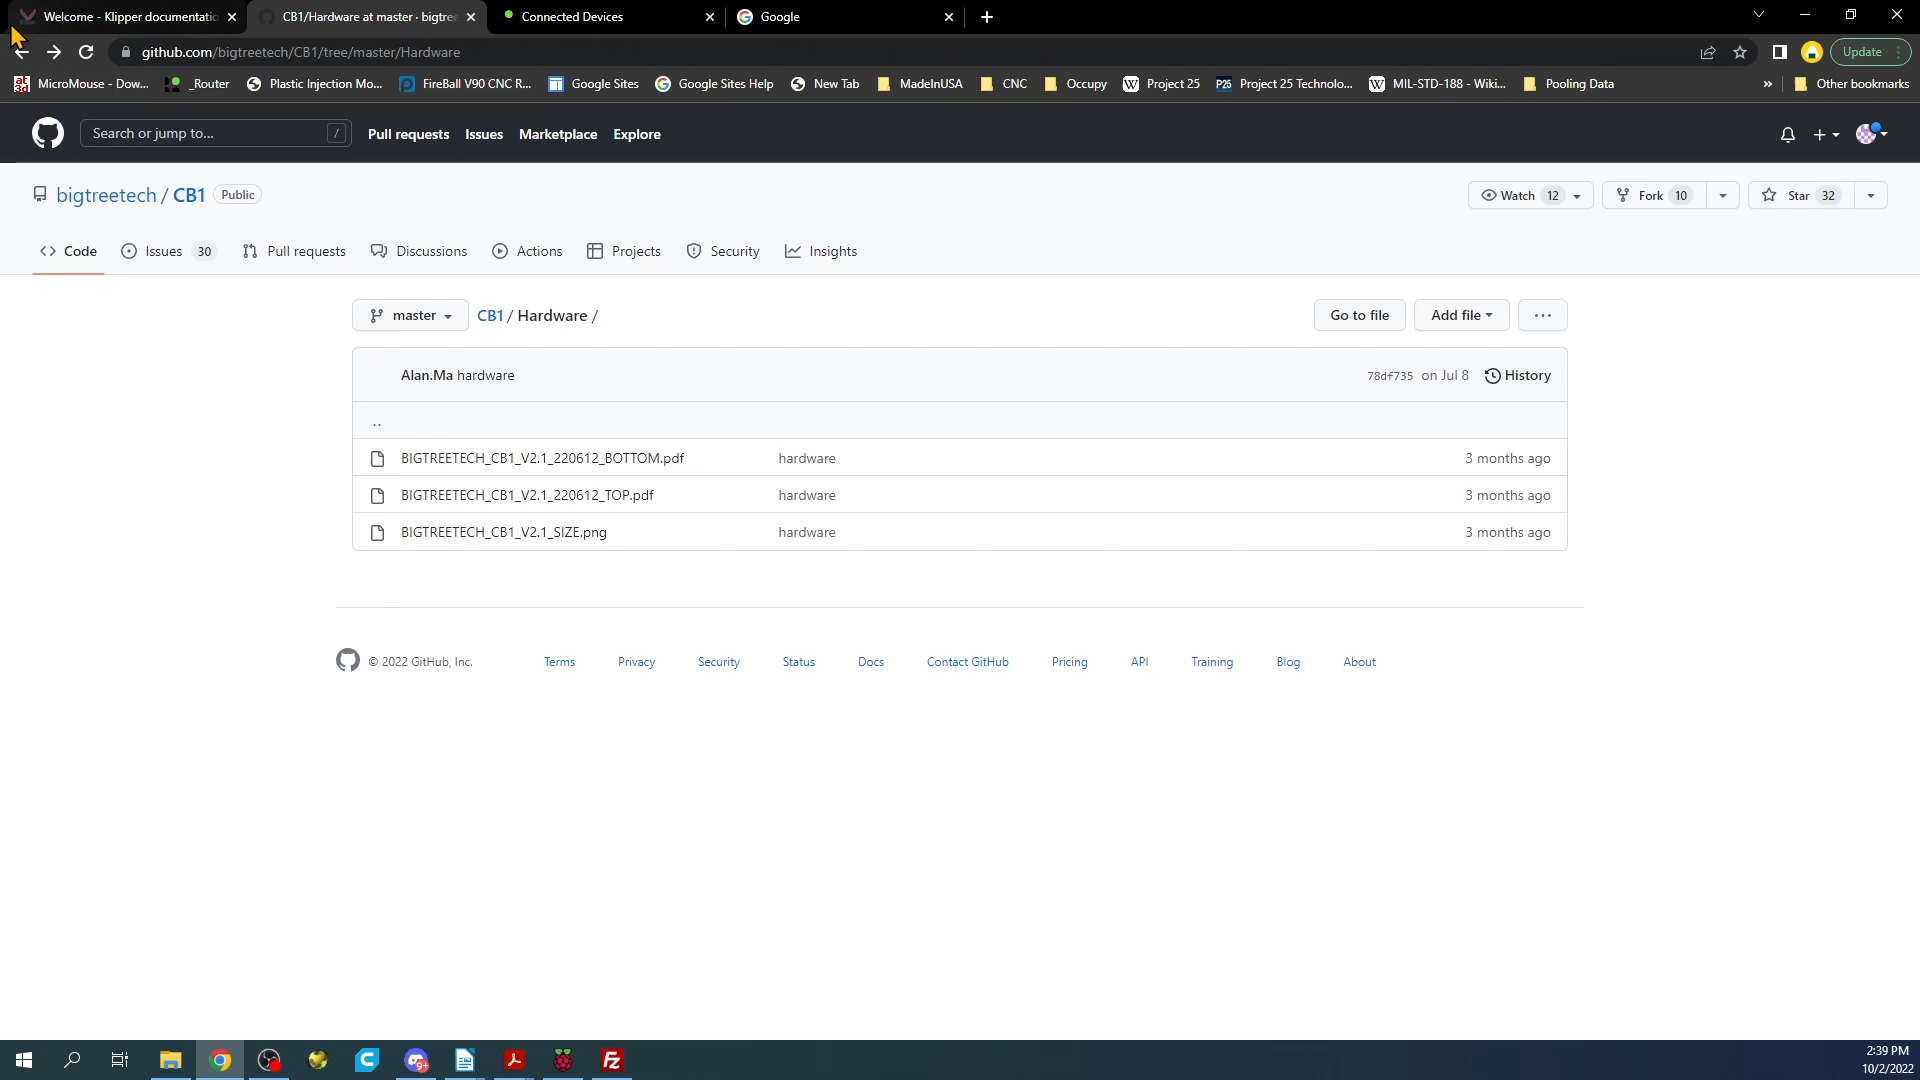 Welcome - Klipper documentatio
CB1/Hardware at master · bigtree
Connected Devices
Google
github.com/bigtreetech/CB1/tree/master/Hardware
Update
MicroMouse - Dow...
_Router
Plastic Injection Mo...
FireBall V90 CNC R...
Google Sites
Google Sites Help
New Tab
MadeInUSA
CNC
Occupy
Project 25
P25 Project 25 Technolo...
MIL-STD-188 - Wiki...
Pooling Data
»
Other bookmarks
Search or jump to... /
Pull requests
Issues
Marketplace
Explore
bigtreetech / CB1 Public
Watch 12
Fork 10
Star 32
Code
Issues 30
Pull requests
Discussions
Actions
Projects
Security
Insights
master
CB1 / Hardware /
Go to file
Add file
...
Alan.Ma hardware
78df735 on Jul 8
History
..
BIGTREETECH_CB1_V2.1_220612_BOTTOM.pdf hardware 3 months ago
BIGTREETECH_CB1_V2.1_220612_TOP.pdf hardware 3 months ago
BIGTREETECH_CB1_V2.1_SIZE.png hardware 3 months ago
© 2022 GitHub, Inc.
Terms
Privacy
Security
Status
Docs
Contact GitHub
Pricing
API
Training
Blog
About
9+
2:39 PM
10/2/2022